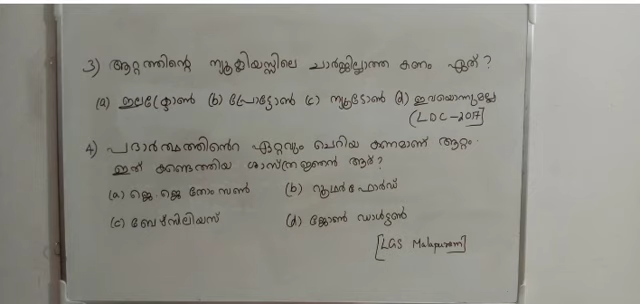 3) ആറ്റത്തിന്റെ ന്യൂക്ലിയസ്സിലെ ചാർജില്ലാത്ത കണം ഏത് ?
(a) ഇലക്ട്രോൺ (b) പ്രോട്ടോൺ (c) ന്യൂട്രോൺ (d) ഇവയൊന്നുമല്ല
(LDC-2017]
4) പദാർത്ഥത്തിൻറെ ഏറ്റവും ചെറിയ കണമാണ് ആറ്റം.
ഇത് കണ്ടെത്തിയ ശാസ്ത്രജ്ഞൻ ആര്?
(a) ജെ.ജെ തോംസൺ (b) റൂഥർഫോർഡ്
(c) ബേഴ്സിലിയസ് (d) ജോൺ ഡാൾട്ടൺ
[LGS Malapuram]